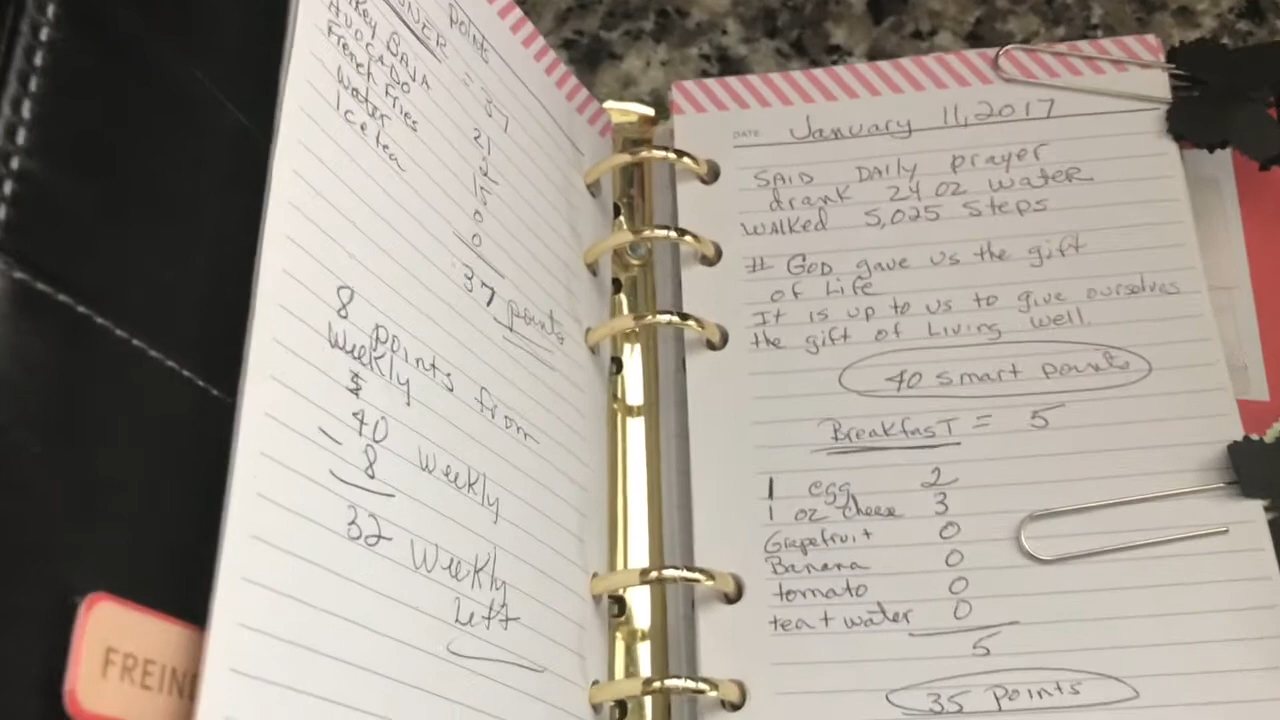 POINT
= 37
BAJA
AVOCADO 21
French Fries 2
Water 15
Ice tea 0
0
37 points
8 points from
Weekly
40 Weekly
- 8
32 Weekly
Left
FREIN
DATE January 11, 2017
SAID DAILY prayer
drank 24 oz water
WALKED 5,025 Steps
# GOD gave us the gift
of Life
It is up to us to give ourselves
the gift of Living well.
40 smart points
BreakfasT = 5
1 egg 2
1 oz cheese 3
Grapefruit 0
Banana 0
tomato 0
tea + water 0
5
35 points